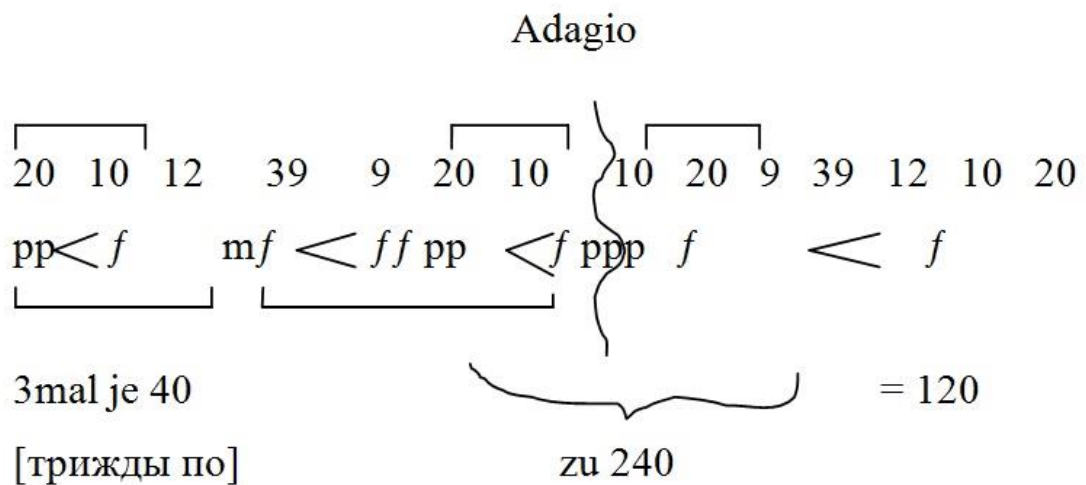 Adagio
20 10 12 39 9 20 10 10 20 9 39 12 10 20
pp < f mf < ff pp < f ppp f < f
3mal je 40 = 120
[трижды по] zu 240